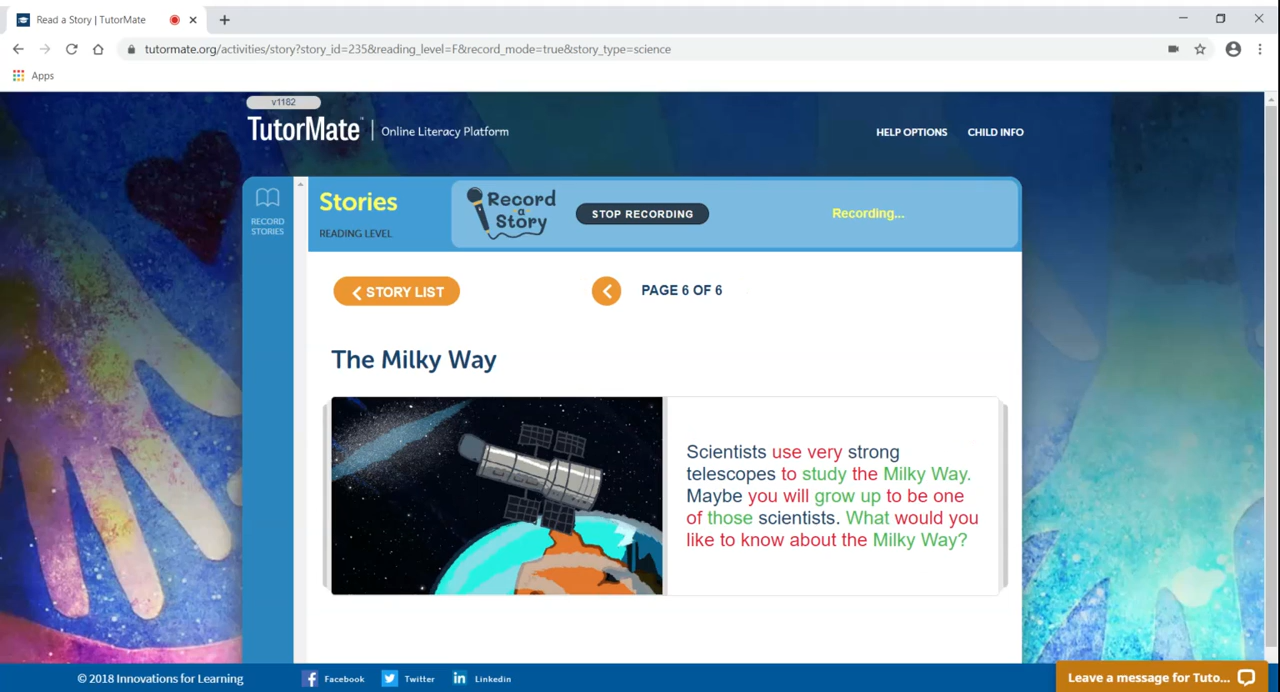 Read a Story | TutorMate
tutormate.org/activities/story?story_id=235&reading_level=F&record_mode=true&story_type=science
Apps
v1182
TutorMate | Online Literacy Platform
HELP OPTIONS CHILD INFO
RECORD
STORIES
Stories
READING LEVEL
Record
a
Story
STOP RECORDING
Recording...
STORY LIST
PAGE 6 OF 6
The Milky Way
Scientists use very strong
telescopes to study the Milky Way.
Maybe you will grow up to be one
of those scientists. What would you
like to know about the Milky Way?
© 2018 Innovations for Learning
Facebook
Twitter
Linkedin
Leave a message for Tuto...